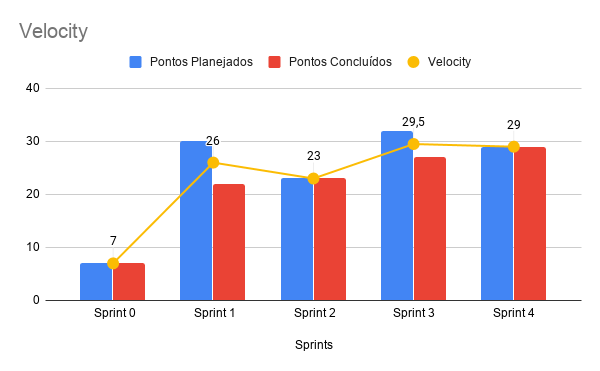 Velocity
Pontos Planejados Pontos Concluídos Velocity
40
30
20
10
0
7
26
23
29,5
29
Sprint 0 Sprint 1 Sprint 2 Sprint 3 Sprint 4
Sprints